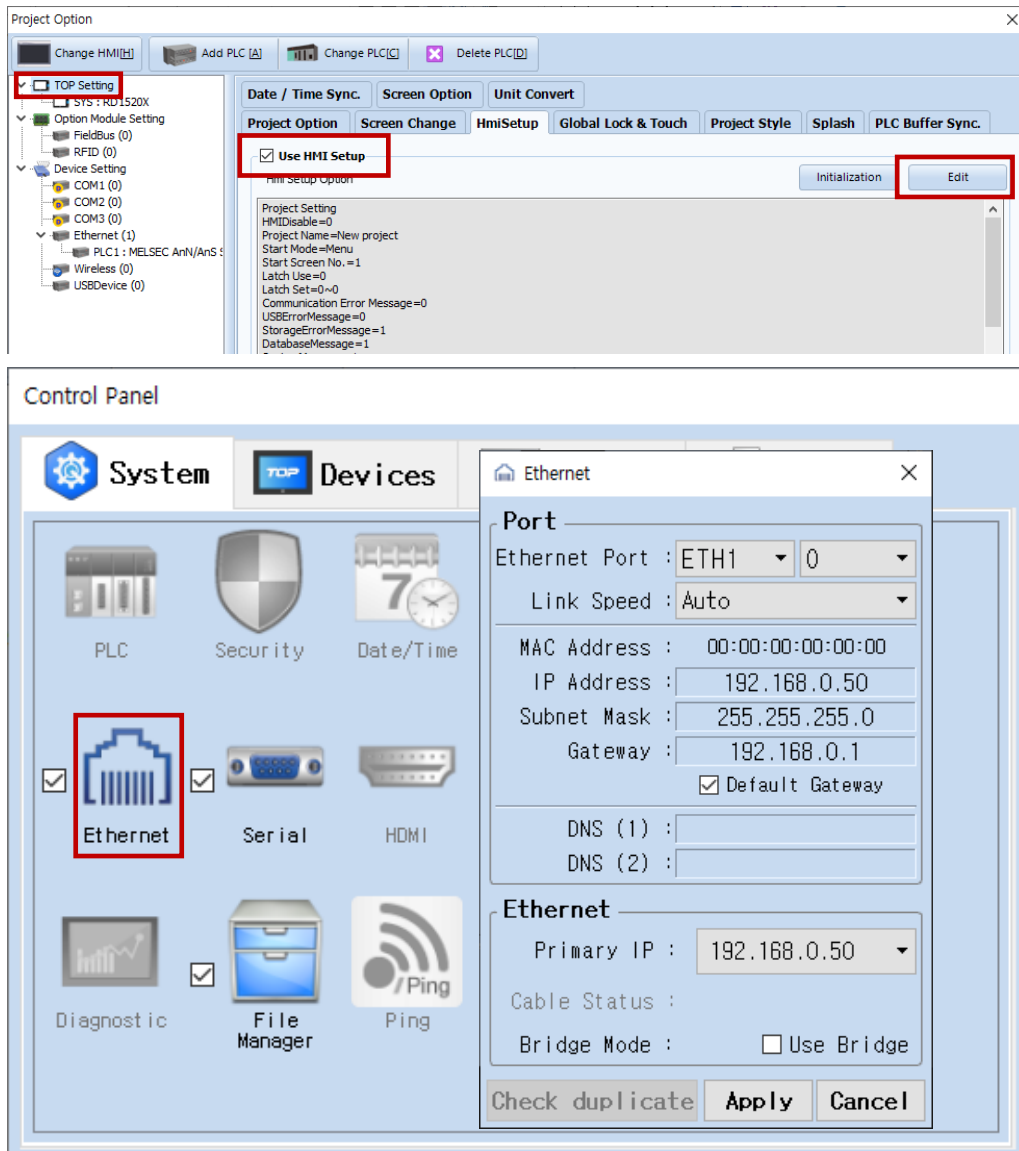 Project Option
Change HMI[H] Add PLC [A] Change PLC[C] Delete PLC[D]
TOP Setting
SYS : RD1520X
Option Module Setting
FieldBus (0)
RFID (0)
Device Setting
COM1 (0)
COM2 (0)
COM3 (0)
Ethernet (1)
PLC1 : MELSEC AnN/AnS
Wireless (0)
USBDevice (0)
Date / Time Sync. Screen Option Unit Convert
Project Option Screen Change HmiSetup Global Lock & Touch Project Style Splash PLC Buffer Sync.
Use HMI Setup
Hmi Setup Option
Initialization Edit
Project Setting
HMIDisable=0
Project Name=New project
Start Mode=Menu
Start Screen No.=1
Latch Use=0
Latch Set=0~0
Communication Error Message=0
USBErrorMessage=0
StorageErrorMessage=1
DatabaseMessage=1
Control Panel
System
TOP Devices
PLC
7
Security
Date/Time
Ethernet
Serial
HDMI
Diagnostic
File
Manager
/Ping
Ping
Ethernet
Port
Ethernet Port : ETH1 0
Link Speed : Auto
MAC Address : 00:00:00:00:00:00
IP Address : 192.168.0.50
Subnet Mask : 255.255.255.0
Gateway : 192.168.0.1
Default Gateway
DNS (1) :
DNS (2) :
Ethernet
Primary IP : 192.168.0.50
Cable Status :
Bridge Mode : Use Bridge
Check duplicate Apply Cancel